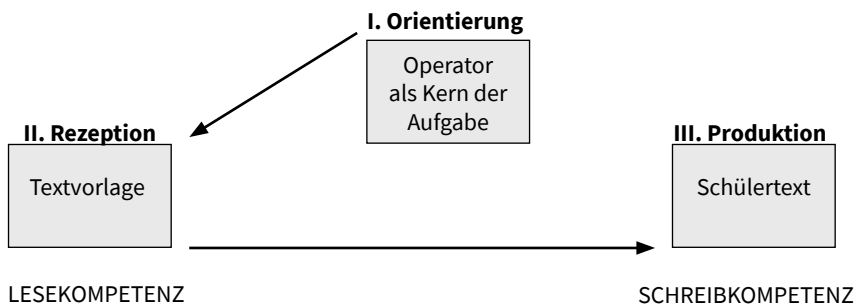 I. Orientierung
Operator
als Kern der
Aufgabe
II. Rezeption
Textvorlage
III. Produktion
Schülertext
LESEKOMPETENZ
SCHREIBKOMPETENZ